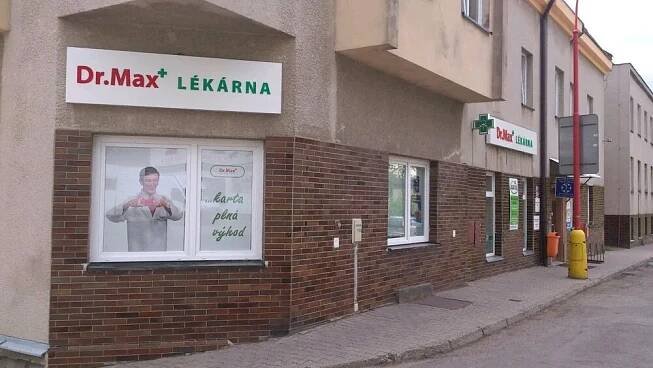 Dr.Max+ LÉKÁRNA
Dr.Max+
...karta
plná
výhod
Dr.Max+ LÉKÁRNA